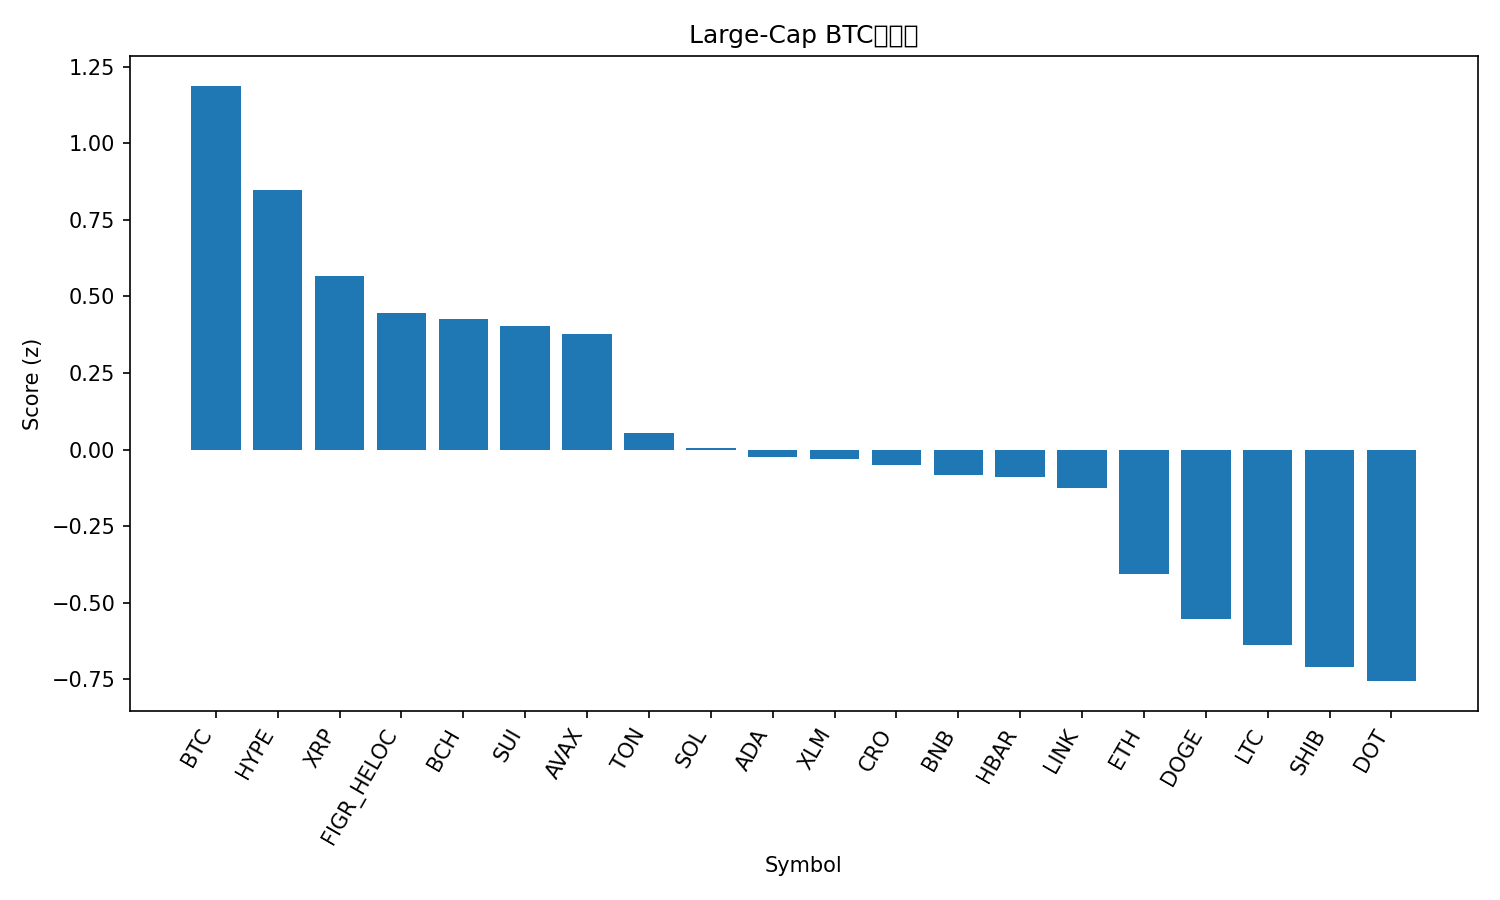 Large-Cap BTC
Score (z)
1.25
1.00
0.75
0.50
0.25
0.00
−0.25
−0.50
−0.75
BTC
HYPE
XRP
FIGR_HELOC
BCH
SUI
AVAX
TON
SOL
ADA
XLM
CRO
BNB
HBAR
LINK
ETH
DOGE
LTC
SHIB
DOT
Symbol